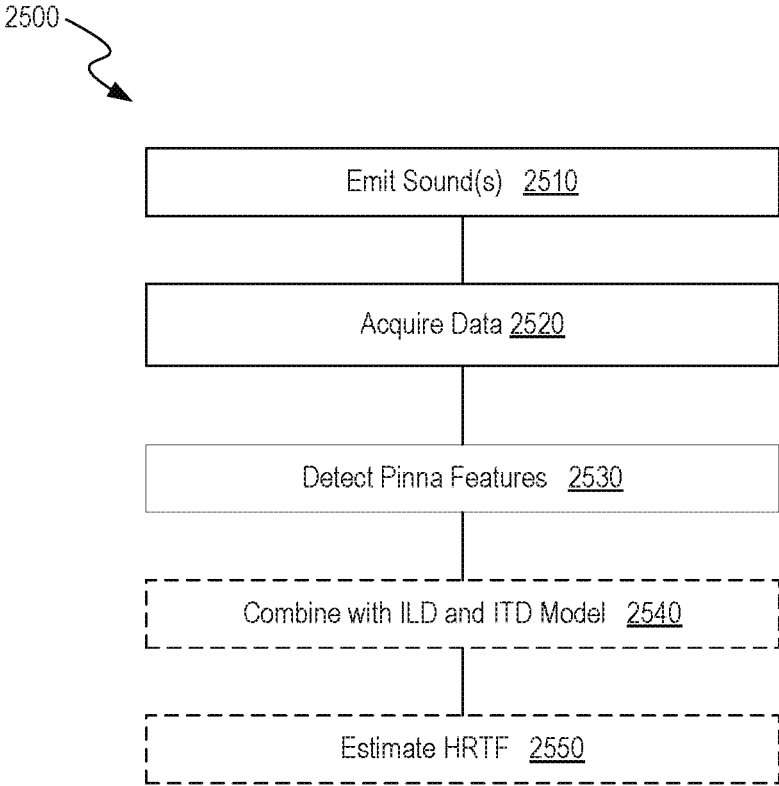 2500
Emit Sound(s) 2510
Acquire Data 2520
Detect Pinna Features 2530
Combine with ILD and ITD Model 2540
Estimate HRTF 2550